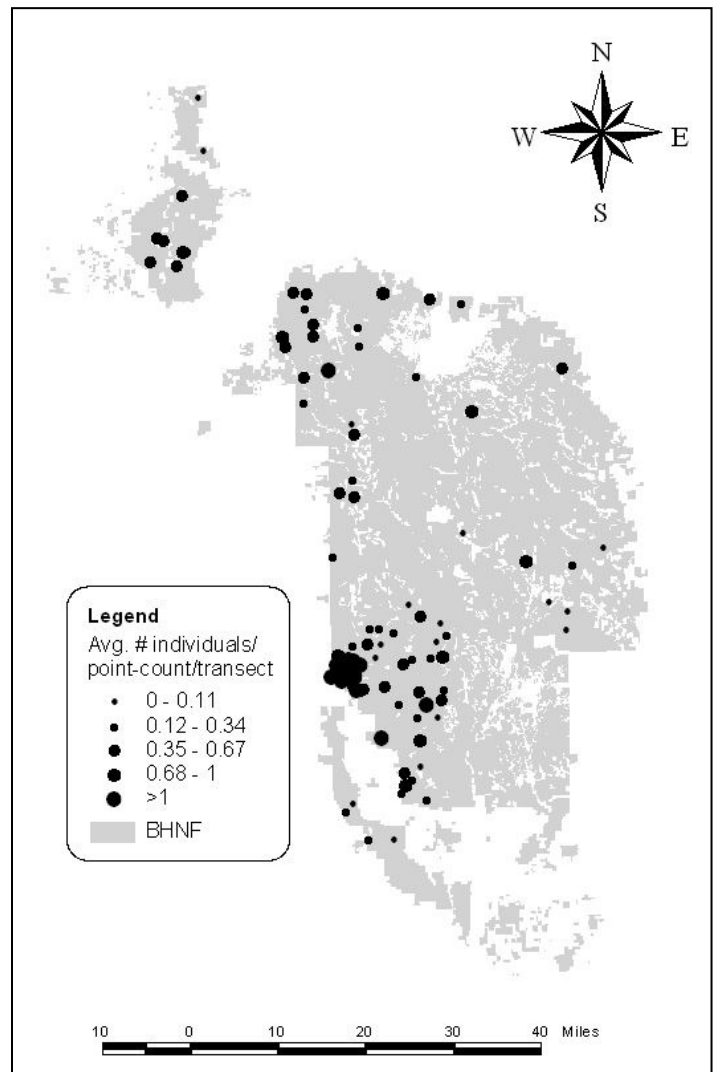 N
W E
S
Legend
Avg. # individuals/
point-count/transect
0 - 0.11
0.12 - 0.34
0.35 - 0.67
0.68 - 1
>1
BHNF
10 0 10 20 30 40 Miles